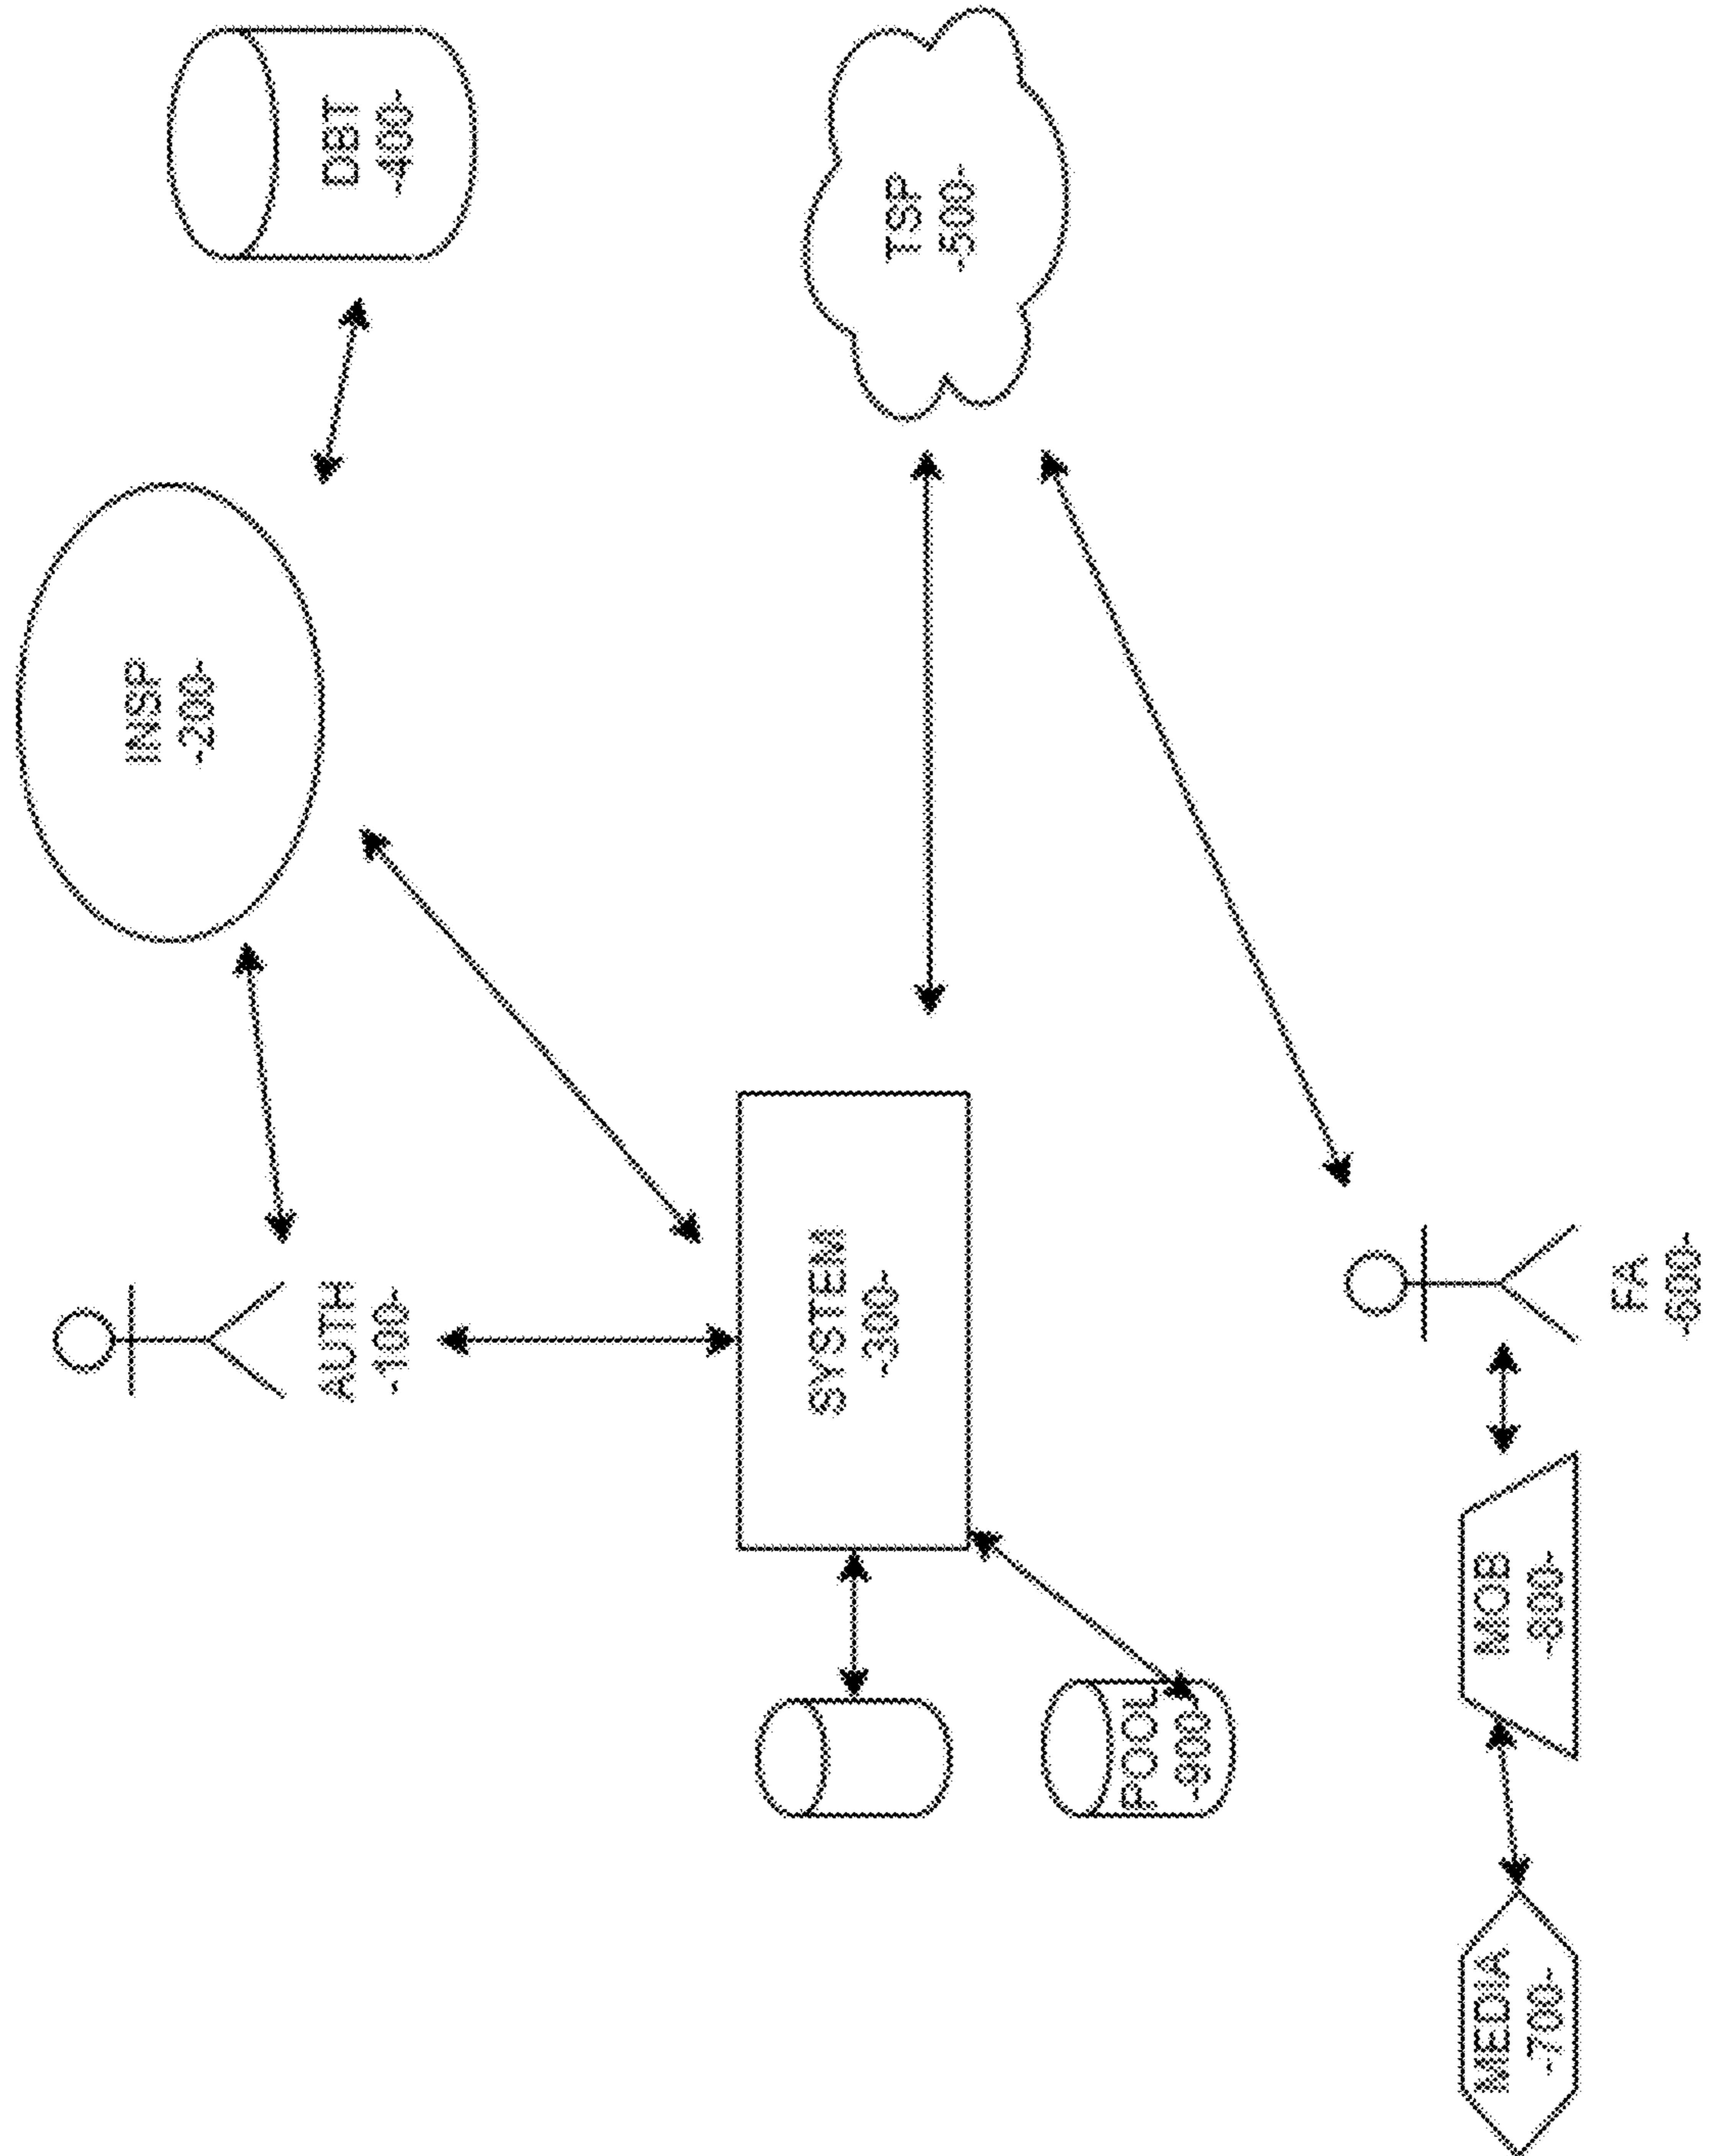 INSP
-200-
AUTH
-100-
DBT
-400-
SYSTEM
-300-
TSP
-500-
POOL
-900-
MEDIA
-700-
MOB
-800-
FA
-600-